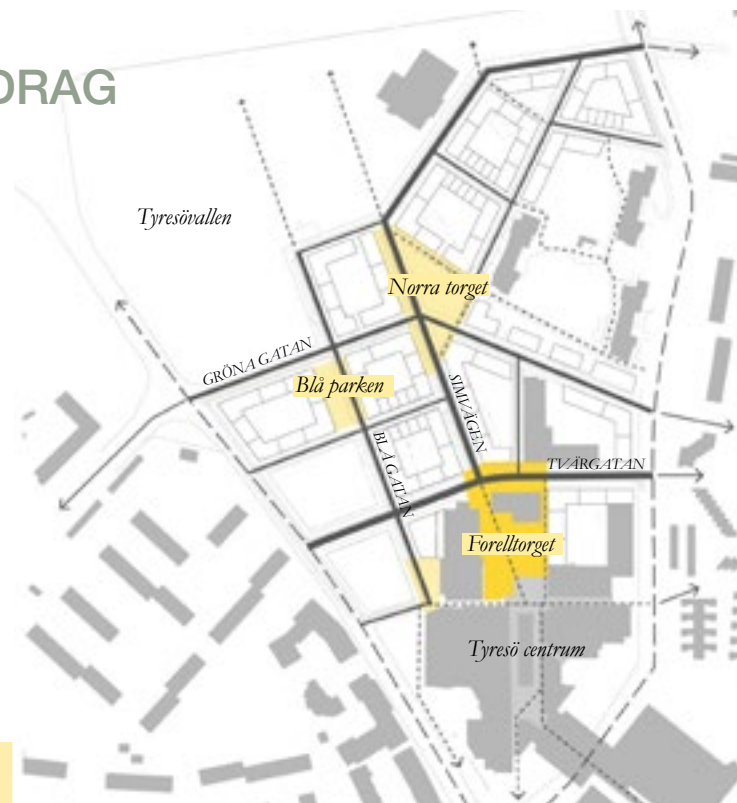 DRAG
Tyresövallen
Norra torget
GRÖNA GATAN
Blå parken
SIMVÄGEN
BLÅ GATAN
TVÄRGATAN
Forelltorget
Tyresö centrum